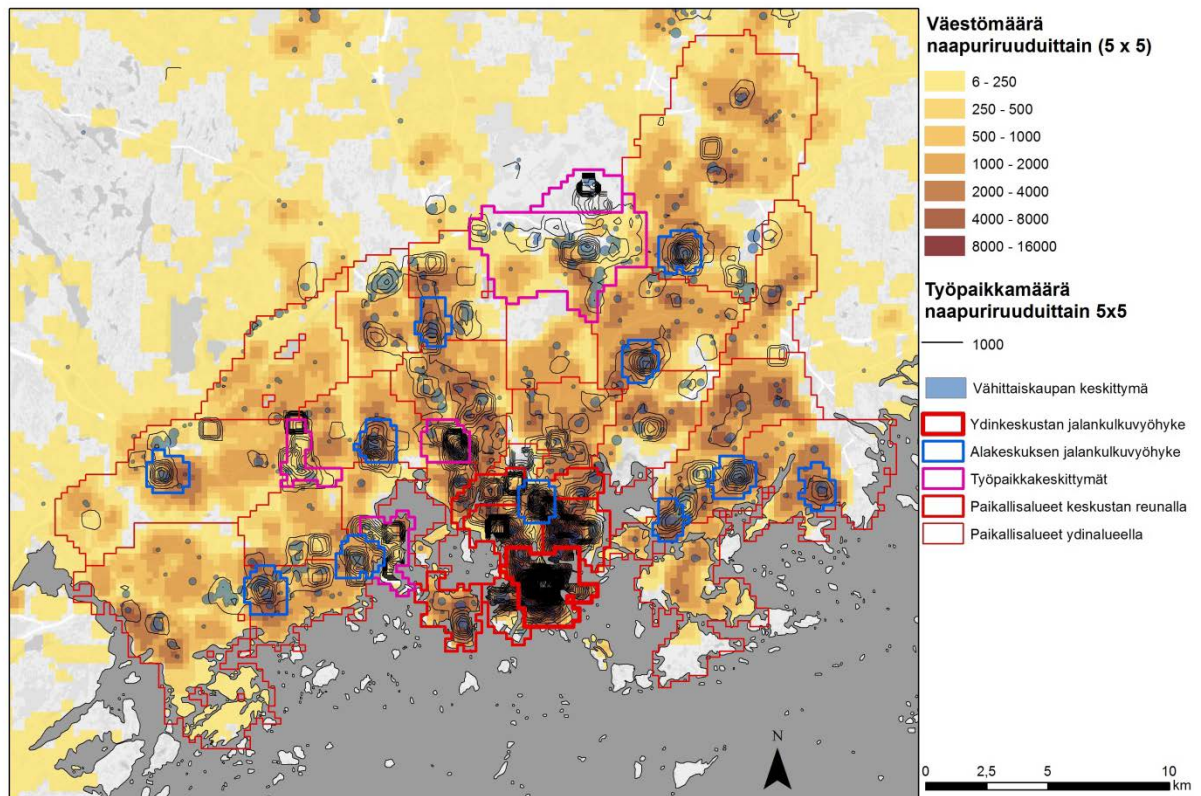 Väestömäärä
naapuriruuduittain (5 x 5)
6 - 250
250 - 500
500 - 1000
1000 - 2000
2000 - 4000
4000 - 8000
8000 - 16000
Työpaikkamäärä
naapuriruuduittain 5x5
1000
Vähittaiskaupan keskittymä
Ydinkeskustan jalankulkuvyöhyke
Alakeskuksen jalankulkuvyöhyke
Työpaikkakeskittymät
Paikallisalueet keskustan reunalla
Paikallisalueet ydinalueella
N
0 2,5 5 10
km